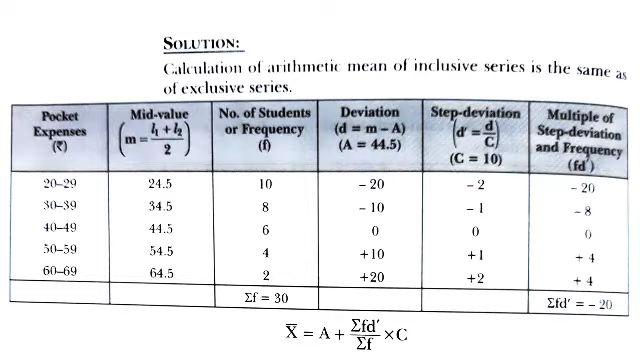 SOLUTION:
Calculation of arithmetic mean of inclusive series is the same as
of exclusive series.
Pocket Expenses (₹) | Mid-value (m = l₁ + l₂ / 2) | No. of Students or Frequency (f) | Deviation (d = m – A) (A = 44.5) | Step-deviation (d′ = d/C) (C = 10) | Multiple of Step-deviation and Frequency (fd′)
20-29 24.5 10 – 20 – 2 – 20
30-39 34.5 8 – 10 – 1 – 8
40-49 44.5 6 0 0 0
50-59 54.5 4 +10 +1 + 4
60-69 64.5 2 +20 +2 + 4
Σf = 30 Σfd′ = – 20
X̅ = A + Σfd′/Σf ×C